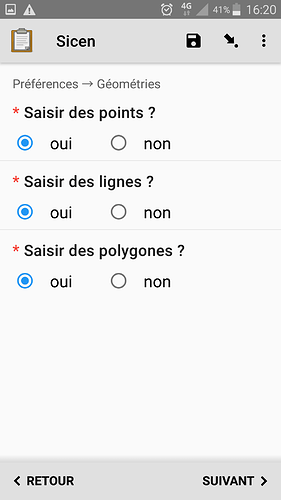 4G 41% 16:20
Sicen
Préférences → Géométries
* Saisir des points ?
oui non
* Saisir des lignes ?
oui non
* Saisir des polygones ?
oui non
RETOUR SUIVANT